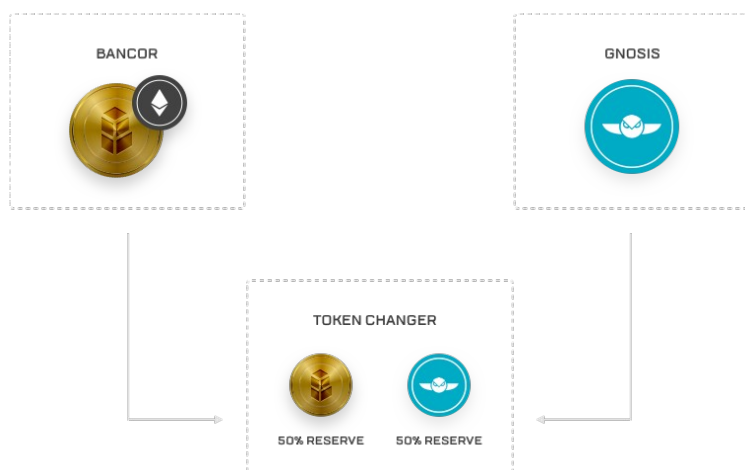 BANCOR
GNOSIS
TOKEN CHANGER
50% RESERVE
50% RESERVE